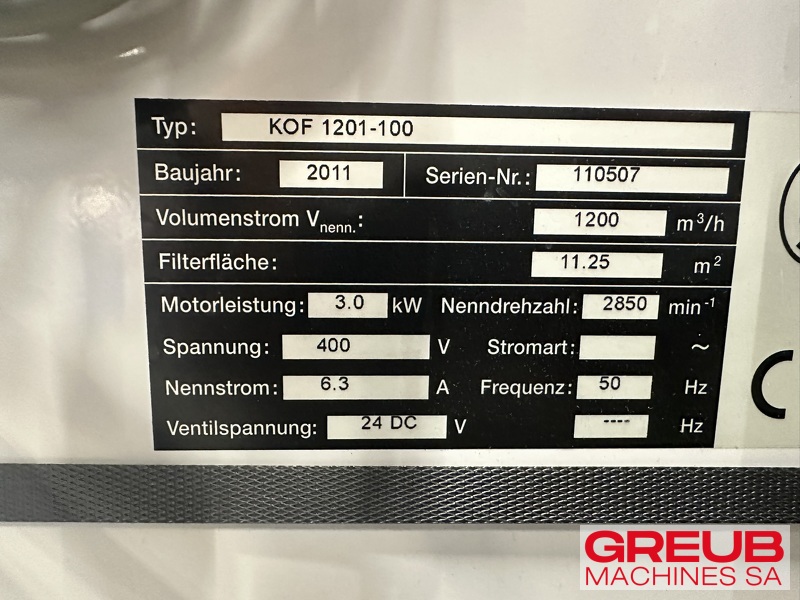 Typ: KOF 1201-100
Baujahr: 2011 Serien-Nr.: 110507
Volumenstrom Vnenn.: 1200 m³/h
Filterfläche: 11.25 m²
Motorleistung: 3.0 kW Nenndrehzahl: 2850 min⁻¹
Spannung: 400 V Stromart: ~
Nennstrom: 6.3 A Frequenz: 50 Hz
Ventilspannung: 24 DC V ---- Hz
GREUB
MACHINES SA